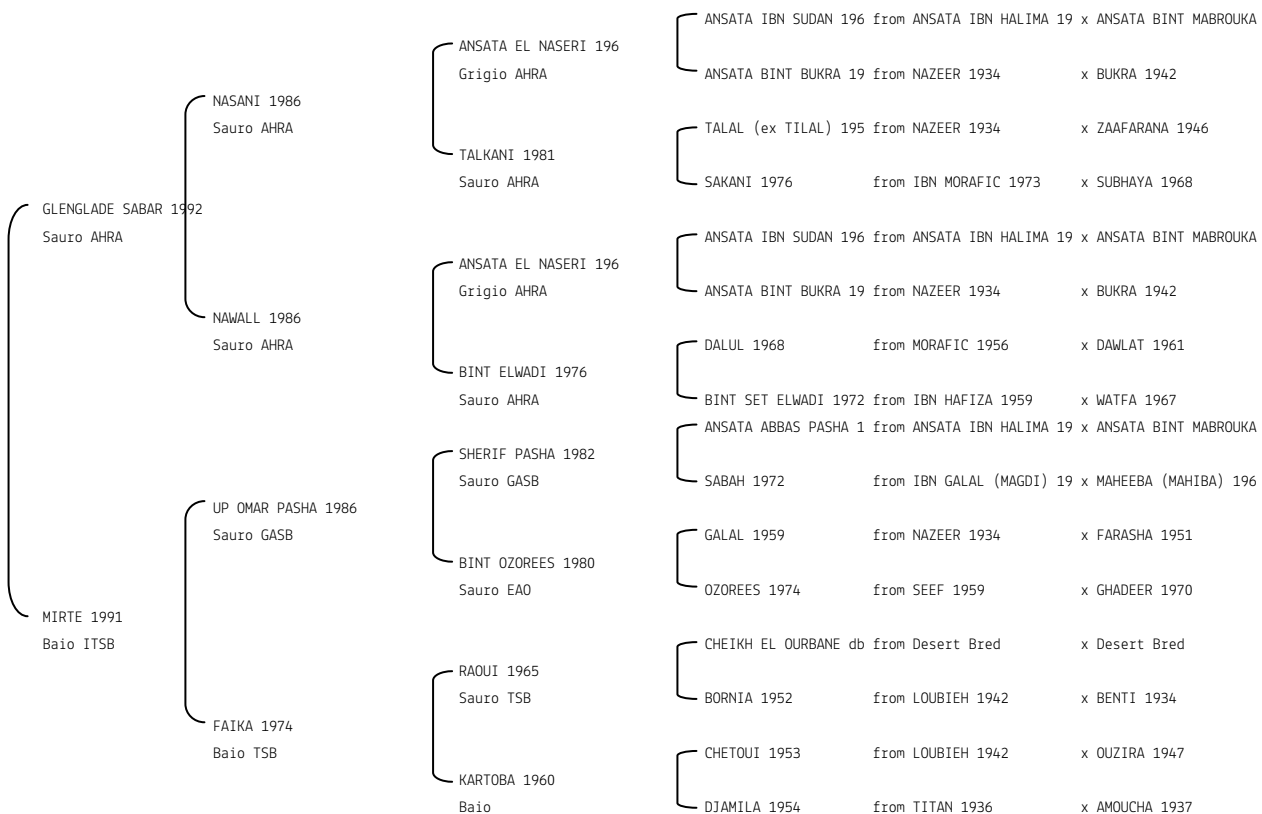 ANSATA IBN SUDAN 196 from ANSATA IBN HALIMA 19 x ANSATA BINT MABROUKA
ANSATA EL NASERI 196
Grigio AHRA
ANSATA BINT BUKRA 19 from NAZEER 1934 x BUKRA 1942
NASANI 1986
Sauro AHRA
TALAL (ex TILAL) 195 from NAZEER 1934 x ZAAFARANA 1946
TALKANI 1981
Sauro AHRA
SAKANI 1976 from IBN MORAFIC 1973 x SUBHAYA 1968
GLENGLADE SABAR 1992
Sauro AHRA
ANSATA IBN SUDAN 196 from ANSATA IBN HALIMA 19 x ANSATA BINT MABROUKA
ANSATA EL NASERI 196
Grigio AHRA
ANSATA BINT BUKRA 19 from NAZEER 1934 x BUKRA 1942
NAWALL 1986
Sauro AHRA
DALUL 1968 from MORAFIC 1956 x DAWLAT 1961
BINT ELWADI 1976
Sauro AHRA
BINT SET ELWADI 1972 from IBN HAFIZA 1959 x WATFA 1967
ANSATA ABBAS PASHA 1 from ANSATA IBN HALIMA 19 x ANSATA BINT MABROUKA
SHERIF PASHA 1982
Sauro GASB
SABAH 1972 from IBN GALAL (MAGDI) 19 x MAHEEBA (MAHIBA) 196
UP OMAR PASHA 1986
Sauro GASB
GALAL 1959 from NAZEER 1934 x FARASHA 1951
BINT OZOREES 1980
Sauro EAO
OZOREES 1974 from SEEF 1959 x GHADEER 1970
MIRTE 1991
Baio ITSB
CHEIKH EL OURBANE db from Desert Bred x Desert Bred
RAOUI 1965
Sauro TSB
BORNIA 1952 from LOUBIEH 1942 x BENTI 1934
FAIKA 1974
Baio TSB
CHETOUI 1953 from LOUBIEH 1942 x OUZIRA 1947
KARTOBA 1960
Baio
DJAMILA 1954 from TITAN 1936 x AMOUCHA 1937